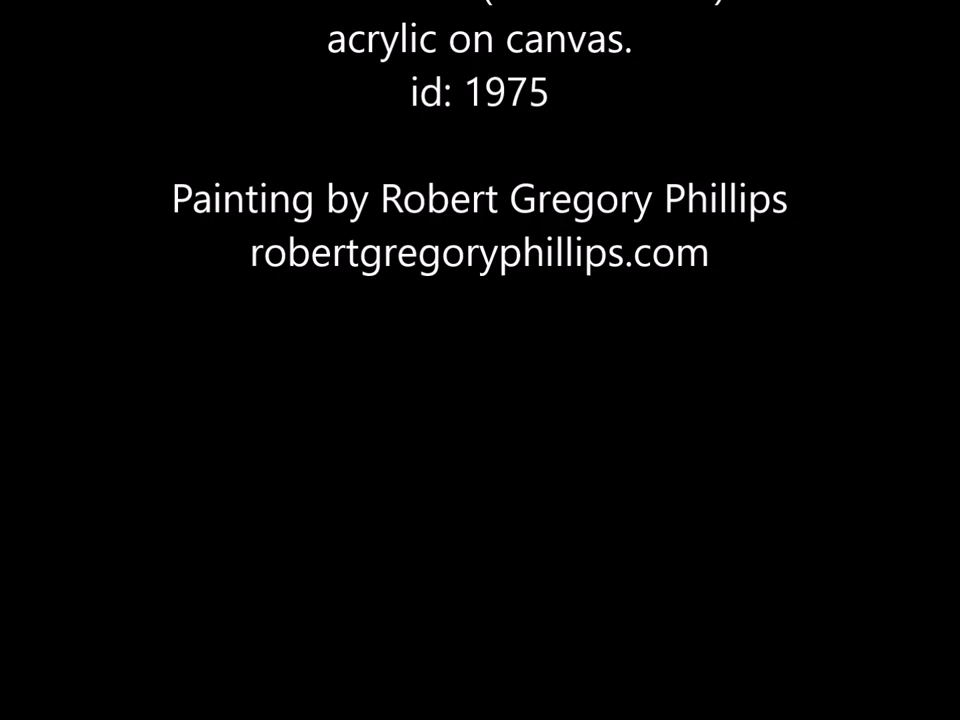 acrylic on canvas.
id: 1975
Painting by Robert Gregory Phillips
robertgregoryphillips.com